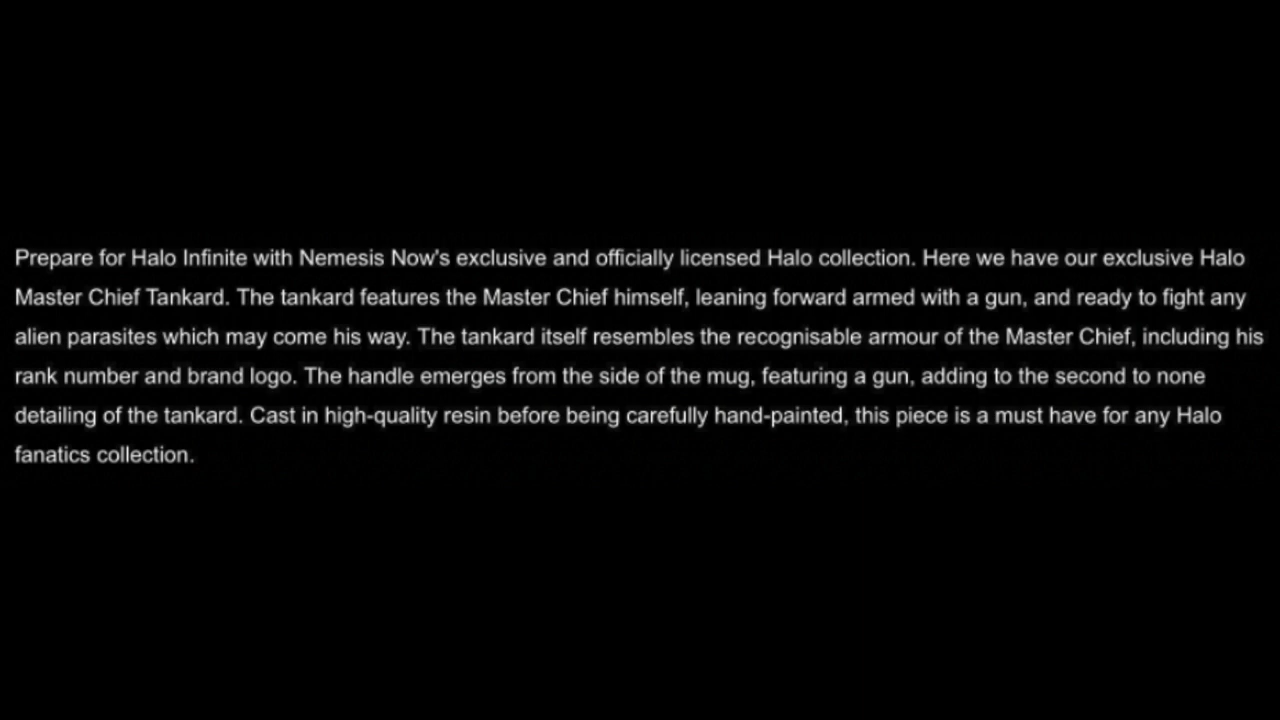 Prepare for Halo Infinite with Nemesis Now's exclusive and officially licensed Halo collection. Here we have our exclusive Halo
Master Chief Tankard. The tankard features the Master Chief himself, leaning forward armed with a gun, and ready to fight any
alien parasites which may come his way. The tankard itself resembles the recognisable armour of the Master Chief, including his
rank number and brand logo. The handle emerges from the side of the mug, featuring a gun, adding to the second to none
detailing of the tankard. Cast in high-quality resin before being carefully hand-painted, this piece is a must have for any Halo
fanatics collection.